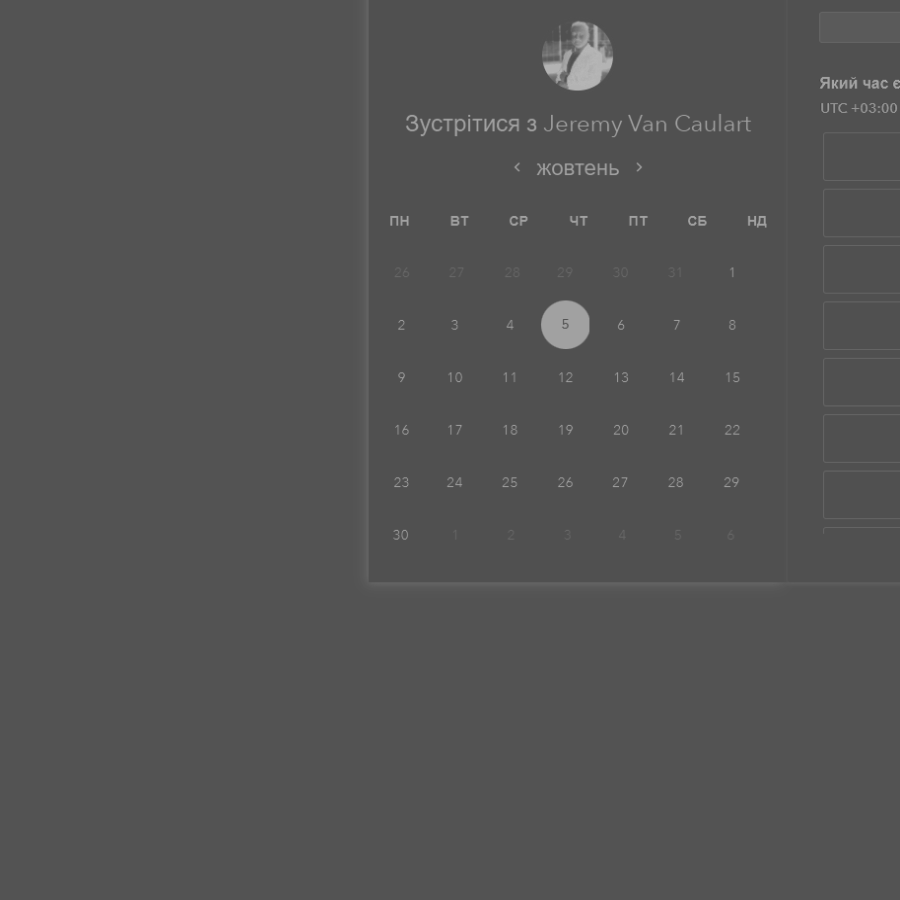 Зустрітися з Jeremy Van Caulart
жовтень
ПН ВТ СР ЧТ ПТ СБ НД
26 27 28 29 30 31 1
2 3 4 5 6 7 8
9 10 11 12 13 14 15
16 17 18 19 20 21 22
23 24 25 26 27 28 29
30 1 2 3 4 5 6
Який час є
UTC +03:00